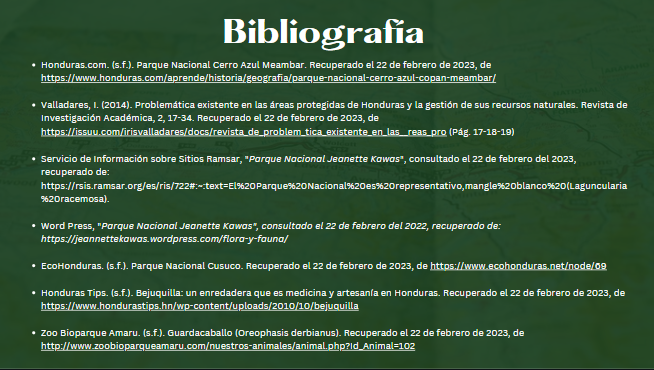 Bibliografía
• Honduras.com. (s.f.). Parque Nacional Cerro Azul Meambar. Recuperado el 22 de febrero de 2023, de
https://www.honduras.com/aprende/historia/geografia/parque-nacional-cerro-azul-copan-meambar/
• Valladares, I. (2014). Problemática existente en las áreas protegidas de Honduras y la gestión de sus recursos naturales. Revista de
Investigación Académica, 2, 17-34. Recuperado el 22 de febrero de 2023, de
https://issuu.com/irisvalladares/docs/revista_de_problem_tica_existente_en_las__reas_pro (Pág. 17-18-19)
• Servicio de Información sobre Sitios Ramsar, "Parque Nacional Jeanette Kawas", consultado el 22 de febrero del 2023,
recuperado de:
https://rsis.ramsar.org/es/ris/722#:~:text=El%20Parque%20Nacional%20es%20representativo,mangle%20blanco%20(Laguncularia
%20racemosa).
• Word Press, "Parque Nacional Jeanette Kawas", consultado el 22 de febrero del 2022, recuperado de:
https://jeannettekawas.wordpress.com/flora-y-fauna/
• EcoHonduras. (s.f.). Parque Nacional Cusuco. Recuperado el 22 de febrero de 2023, de https://www.ecohonduras.net/node/69
• Honduras Tips. (s.f.). Bejuquilla: un enredadera que es medicina y artesanía en Honduras. Recuperado el 22 de febrero de 2023, de
https://www.hondurastips.hn/wp-content/uploads/2010/10/bejuquilla
• Zoo Bioparque Amaru. (s.f.). Guardacaballo (Oreophasis derbianus). Recuperado el 22 de febrero de 2023, de
http://www.zoobioparqueamaru.com/nuestros-animales/animal.php?Id_Animal=102